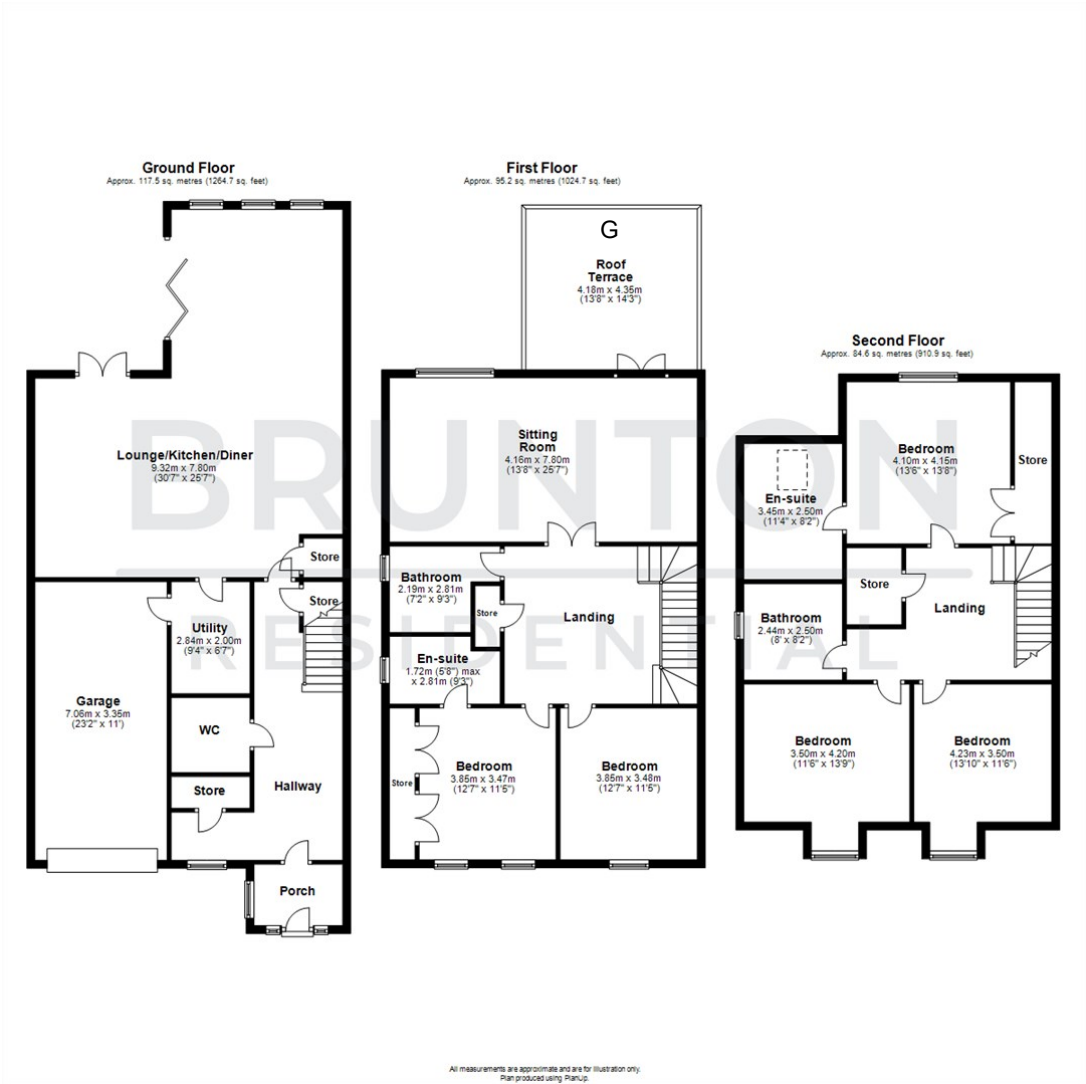 Ground Floor
Approx. 117.5 sq. metres (1264.7 sq. feet)
Lounge/Kitchen/Diner
9.32m x 7.80m
(30'7" x 25'7")
Store
Store
Utility
2.84m x 2.00m
(9'4" x 6'7")
Garage
7.06m x 3.35m
(23'2" x 11')
WC
Store
Hallway
Porch
First Floor
Approx. 95.2 sq. metres (1024.7 sq. feet)
G
Roof
Terrace
4.18m x 4.35m
(13'8" x 14'3")
Sitting
Room
4.16m x 7.80m
(13'8" x 25'7")
Bathroom
2.19m x 2.81m
(7'2" x 9'3")
Store
Landing
En-suite
1.72m (5'8") max
x 2.81m (9'3")
Store
Bedroom
3.85m x 3.47m
(12'7" x 11'5")
Bedroom
3.85m x 3.48m
(12'7" x 11'5")
Second Floor
Approx. 84.6 sq. metres (910.9 sq. feet)
Bedroom
4.10m x 4.15m
(13'6" x 13'8")
Store
En-suite
3.45m x 2.50m
(11'4" x 8'2")
Store
Bathroom
2.44m x 2.50m
(8' x 8'2")
Landing
Bedroom
3.50m x 4.20m
(11'6" x 13'9")
Bedroom
4.23m x 3.50m
(13'10" x 11'6")
BRUNTON
RESIDENTIAL
All measurements are approximate and are for illustration only.
Plan produced using PlanUp.